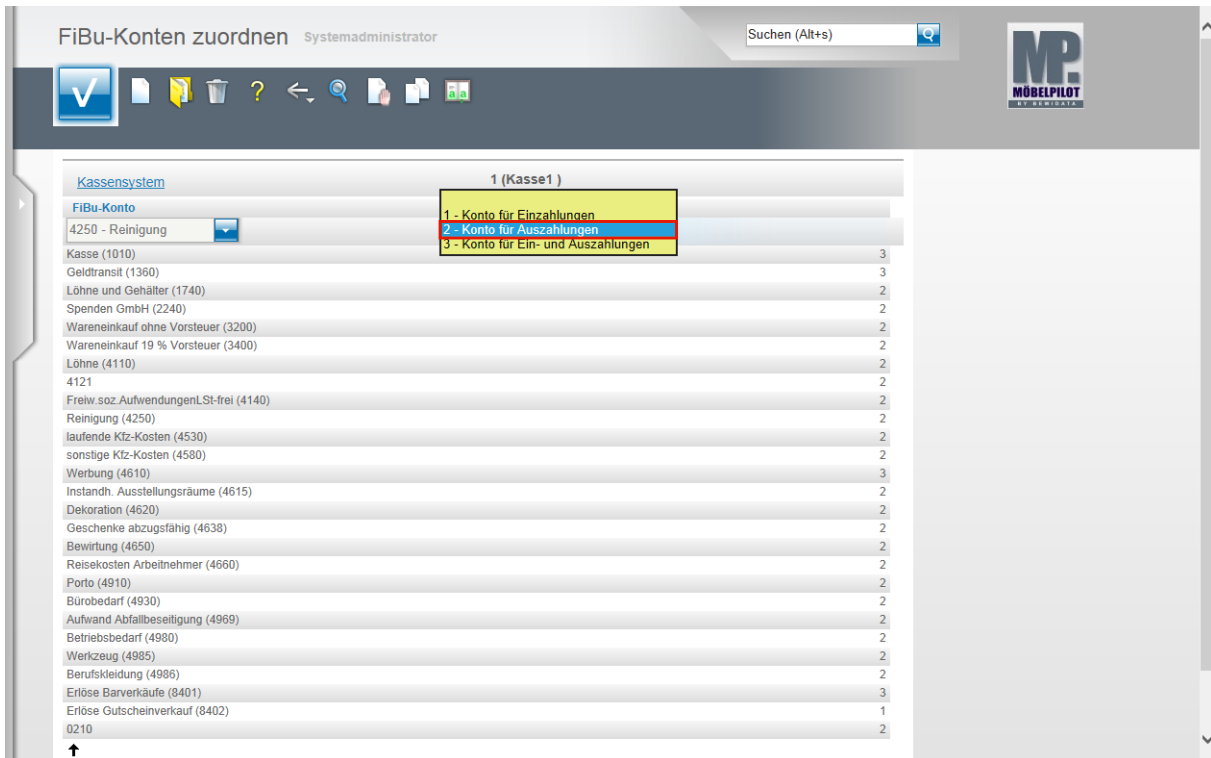 FiBu-Konten zuordnen Systemadministrator
Suchen (Alt+s)
MP.
MÖBELPILOT
BY BEWIDATA
Kassensystem 1 (Kasse1 )
FiBu-Konto
1 - Konto für Einzahlungen
4250 - Reinigung 2 - Konto für Auszahlungen
3 - Konto für Ein- und Auszahlungen
Kasse (1010) 3
Geldtransit (1360) 3
Löhne und Gehälter (1740) 2
Spenden GmbH (2240) 2
Wareneinkauf ohne Vorsteuer (3200) 2
Wareneinkauf 19 % Vorsteuer (3400) 2
Löhne (4110) 2
4121 2
Freiw.soz.AufwendungenLSt-frei (4140) 2
Reinigung (4250) 2
laufende Kfz-Kosten (4530) 2
sonstige Kfz-Kosten (4580) 2
Werbung (4610) 3
Instandh. Ausstellungsräume (4615) 2
Dekoration (4620) 2
Geschenke abzugsfähig (4638) 2
Bewirtung (4650) 2
Reisekosten Arbeitnehmer (4660) 2
Porto (4910) 2
Bürobedarf (4930) 2
Aufwand Abfallbeseitigung (4969) 2
Betriebsbedarf (4980) 2
Werkzeug (4985) 2
Berufskleidung (4986) 2
Erlöse Barverkäufe (8401) 3
Erlöse Gutscheinverkauf (8402) 1
0210 2